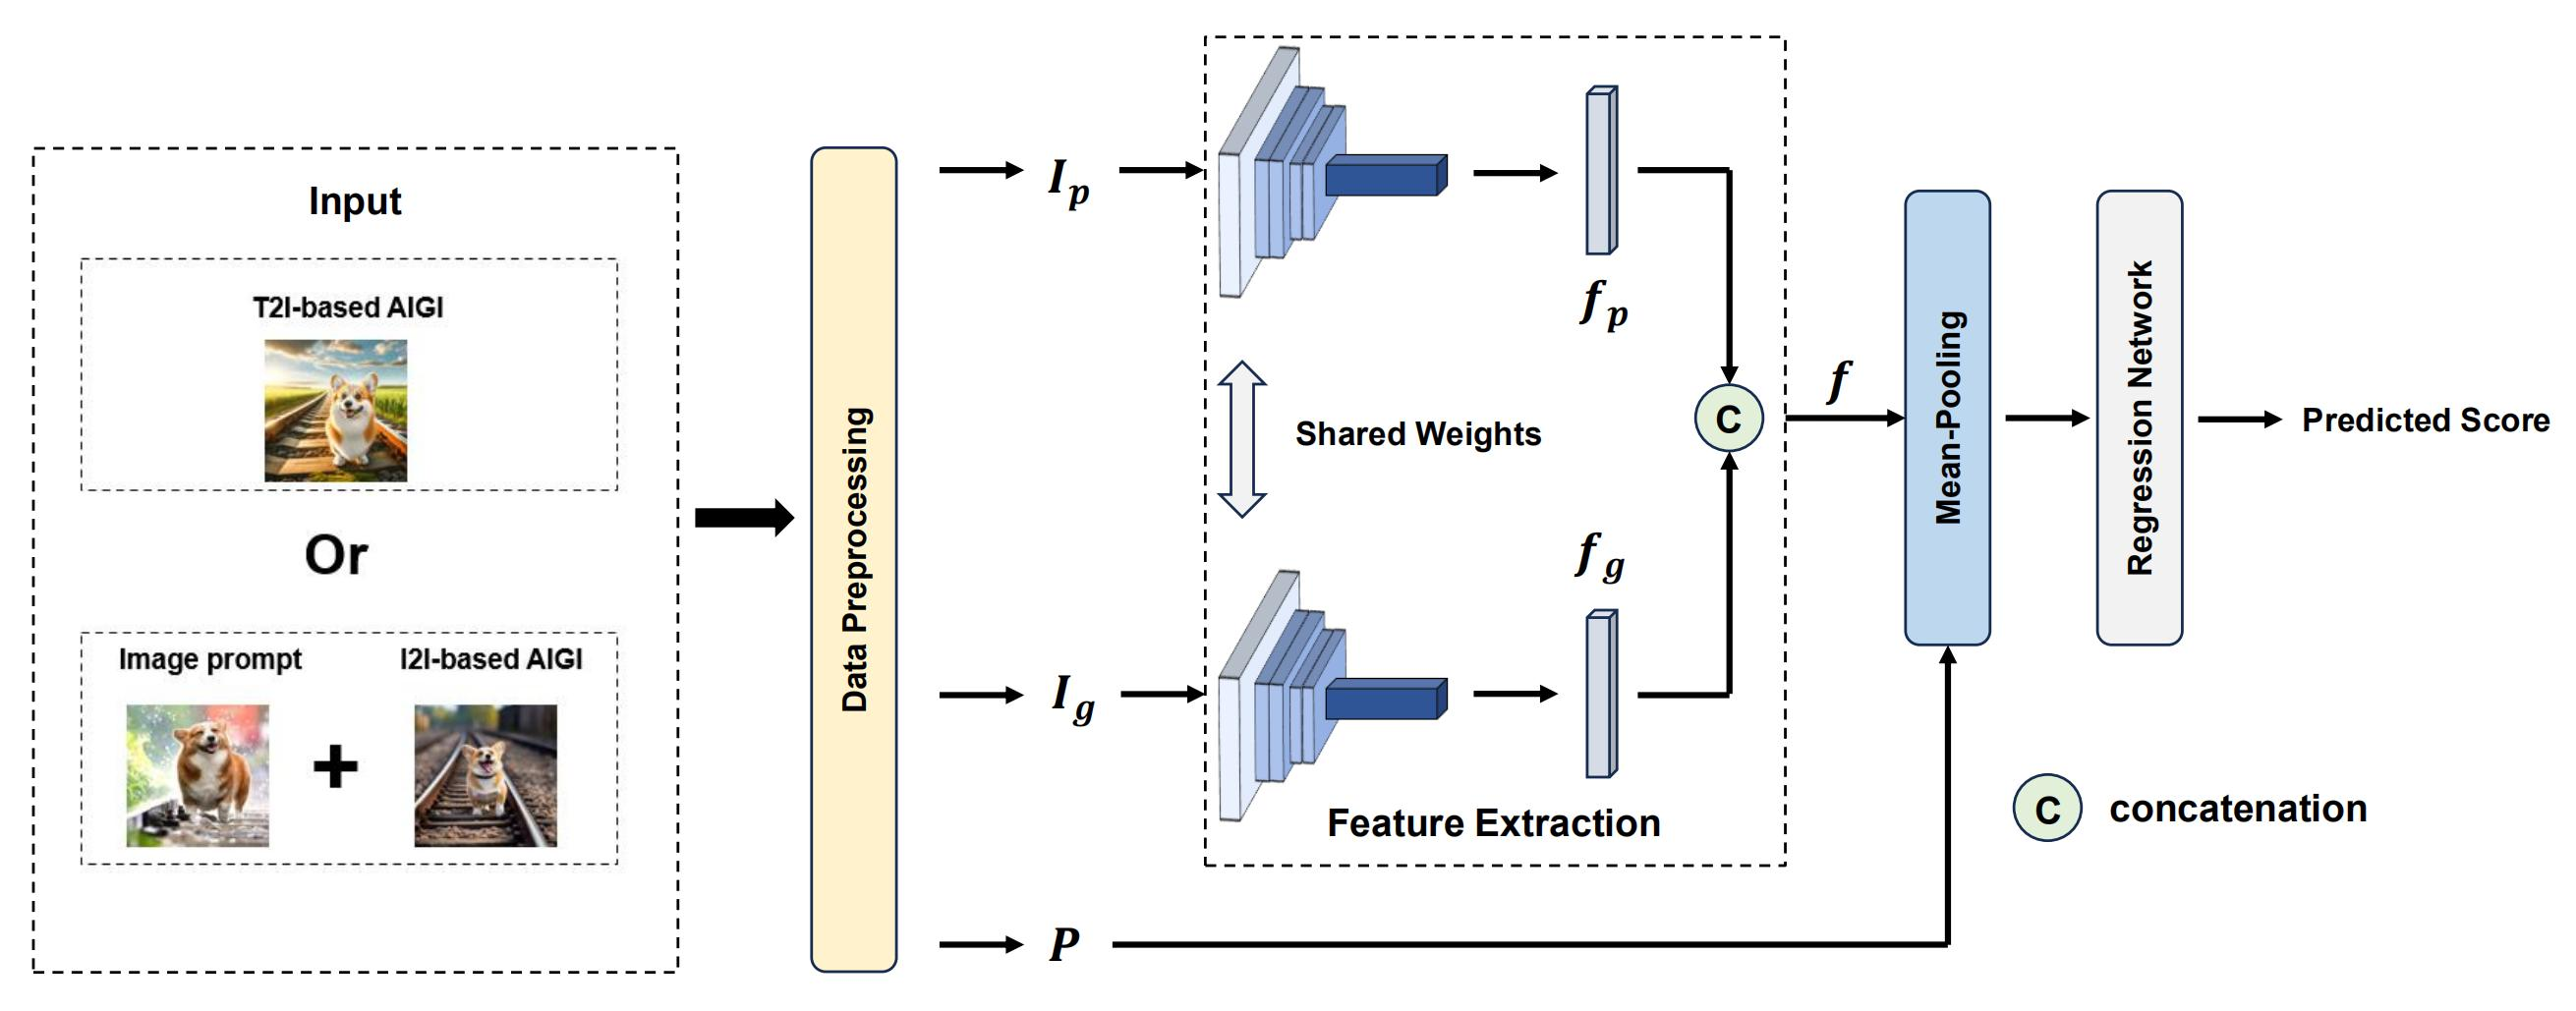 Input
T2I-based AIGI
Or
Image prompt
I2I-based AIGI
+
Data Preprocessing
I_p
I_g
P
f_p
Shared Weights
f_g
Feature Extraction
C
f
Mean-Pooling
Regression Network
Predicted Score
C concatenation